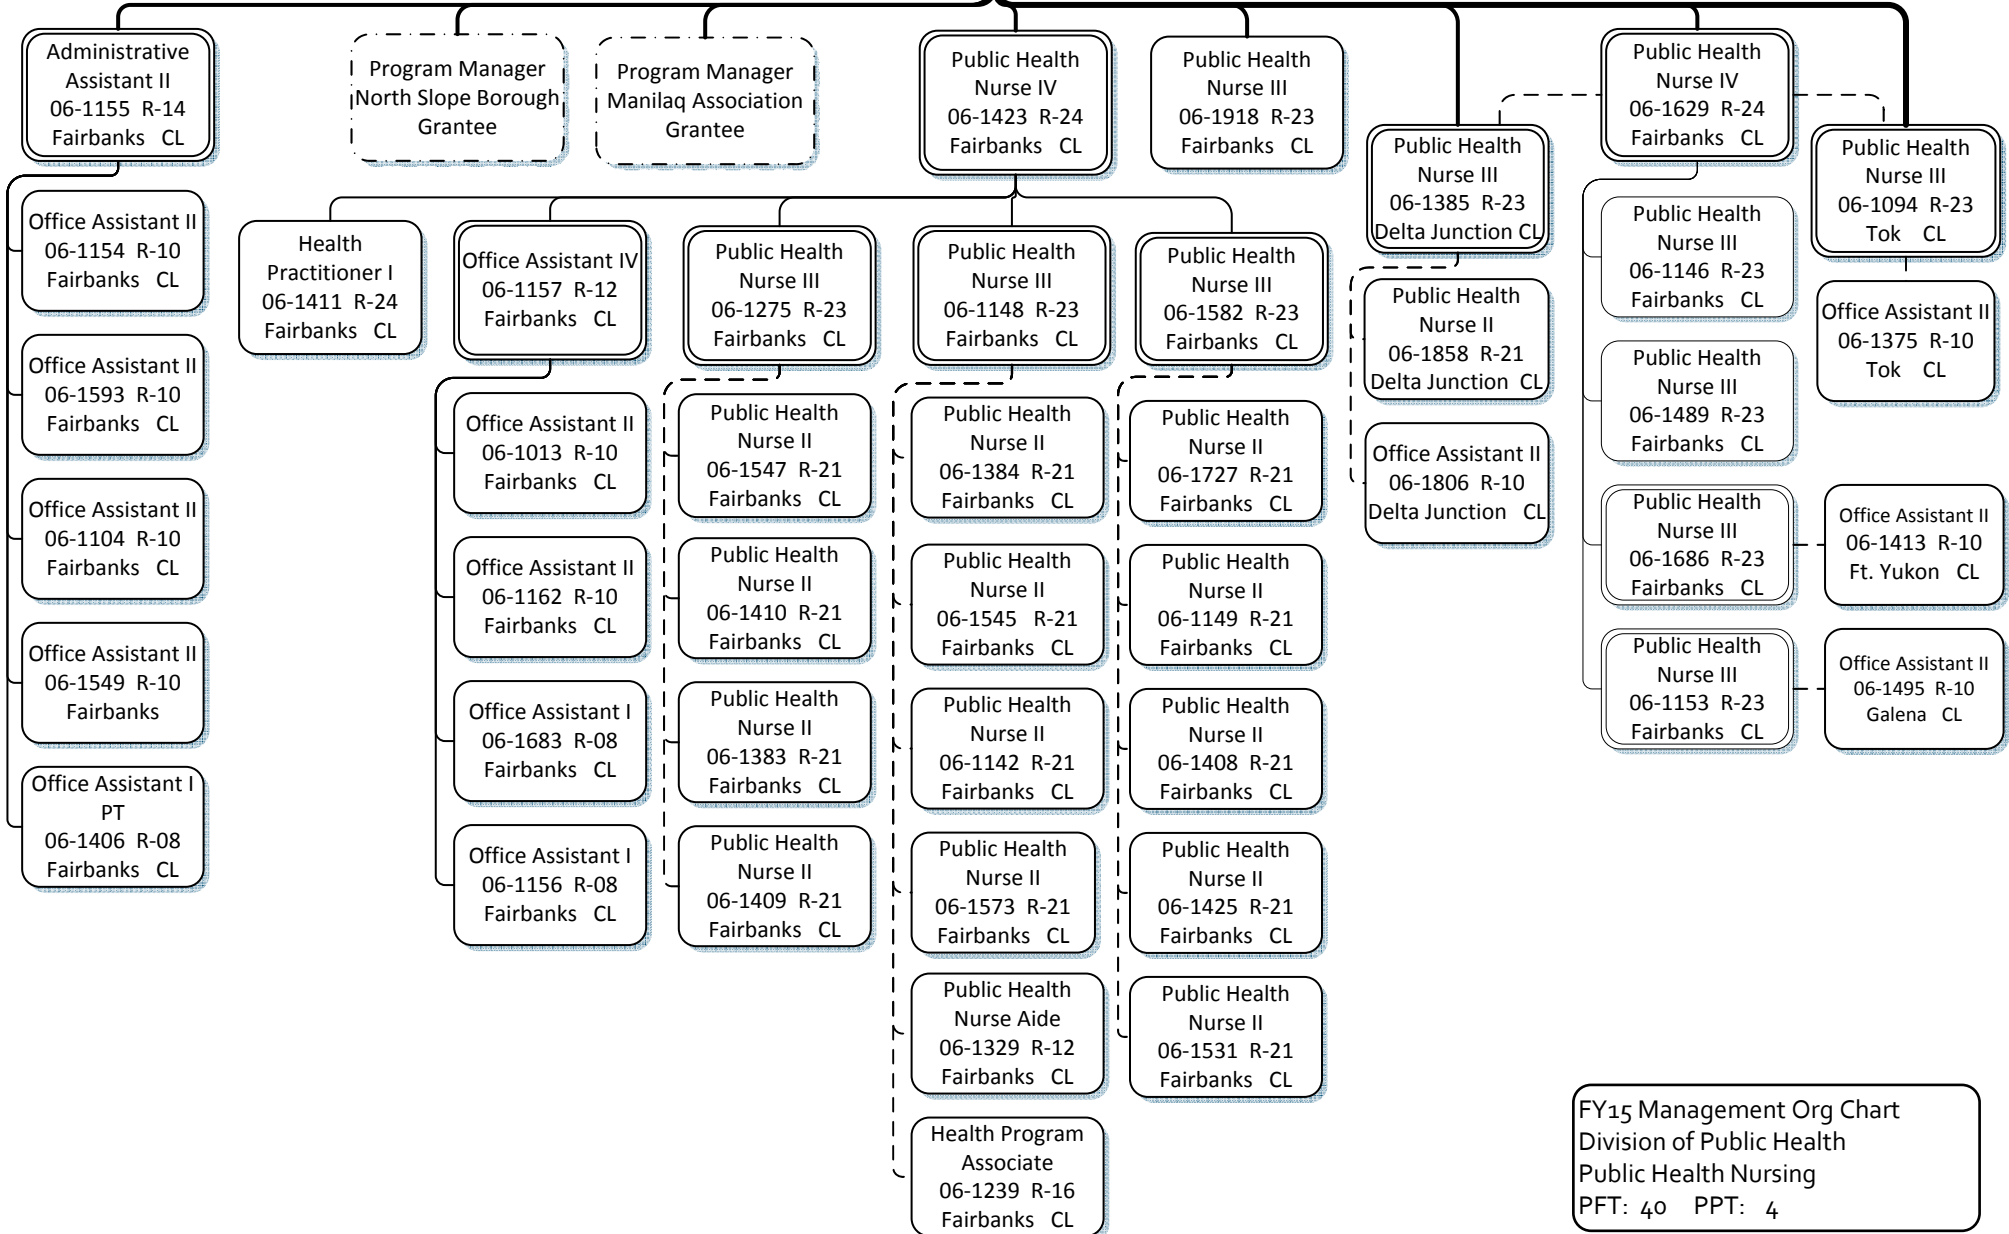 Administrative
Assistant II
06-1155 R-14
Fairbanks CL
Program Manager
North Slope Borough
Grantee
Program Manager
Manilaq Association
Grantee
Public Health
Nurse IV
06-1423 R-24
Fairbanks CL
Public Health
Nurse III
06-1918 R-23
Fairbanks CL
Public Health
Nurse III
06-1385 R-23
Delta Junction CL
Public Health
Nurse IV
06-1629 R-24
Fairbanks CL
Public Health
Nurse III
06-1094 R-23
Tok CL
Office Assistant II
06-1154 R-10
Fairbanks CL
Office Assistant II
06-1593 R-10
Fairbanks CL
Office Assistant II
06-1104 R-10
Fairbanks CL
Office Assistant II
06-1549 R-10
Fairbanks
Office Assistant I
PT
06-1406 R-08
Fairbanks CL
Health
Practitioner I
06-1411 R-24
Fairbanks CL
Office Assistant IV
06-1157 R-12
Fairbanks CL
Office Assistant II
06-1013 R-10
Fairbanks CL
Office Assistant II
06-1162 R-10
Fairbanks CL
Office Assistant I
06-1683 R-08
Fairbanks CL
Office Assistant I
06-1156 R-08
Fairbanks CL
Public Health
Nurse III
06-1275 R-23
Fairbanks CL
Public Health
Nurse II
06-1547 R-21
Fairbanks CL
Public Health
Nurse II
06-1410 R-21
Fairbanks CL
Public Health
Nurse II
06-1383 R-21
Fairbanks CL
Public Health
Nurse II
06-1409 R-21
Fairbanks CL
Public Health
Nurse III
06-1148 R-23
Fairbanks CL
Public Health
Nurse II
06-1384 R-21
Fairbanks CL
Public Health
Nurse II
06-1545 R-21
Fairbanks CL
Public Health
Nurse II
06-1142 R-21
Fairbanks CL
Public Health
Nurse II
06-1573 R-21
Fairbanks CL
Public Health
Nurse Aide
06-1329 R-12
Fairbanks CL
Health Program
Associate
06-1239 R-16
Fairbanks CL
Public Health
Nurse III
06-1582 R-23
Fairbanks CL
Public Health
Nurse II
06-1727 R-21
Fairbanks CL
Public Health
Nurse II
06-1149 R-21
Fairbanks CL
Public Health
Nurse II
06-1408 R-21
Fairbanks CL
Public Health
Nurse II
06-1425 R-21
Fairbanks CL
Public Health
Nurse II
06-1531 R-21
Fairbanks CL
Public Health
Nurse II
06-1858 R-21
Delta Junction CL
Office Assistant II
06-1806 R-10
Delta Junction CL
Public Health
Nurse III
06-1146 R-23
Fairbanks CL
Public Health
Nurse III
06-1489 R-23
Fairbanks CL
Public Health
Nurse III
06-1686 R-23
Fairbanks CL
Public Health
Nurse III
06-1153 R-23
Fairbanks CL
Office Assistant II
06-1375 R-10
Tok CL
Office Assistant II
06-1413 R-10
Ft. Yukon CL
Office Assistant II
06-1495 R-10
Galena CL
FY15 Management Org Chart
Division of Public Health
Public Health Nursing
PFT: 40 PPT: 4